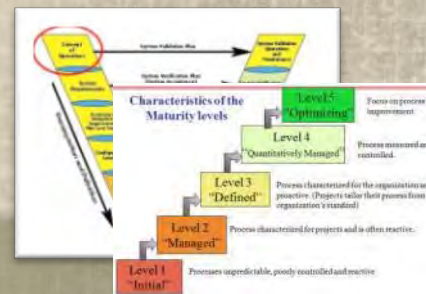 Concept
of
Operations
System Validation Plan
System
Requirements
System Verification Plan
System Validation
Characteristics of the
Maturity levels
Level 5
"Optimizing"
Focus on process
improvement
Level 4
"Quantitatively Managed"
Process measured and
controlled.
Level 3
"Defined"
Process characterized for the organization and
proactive. (Projects tailor their process from
organization's standard)
Level 2
"Managed"
Process characterized for projects and is often reactive.
Level 1
"Initial"
Processes unpredictable, poorly controlled and reactive